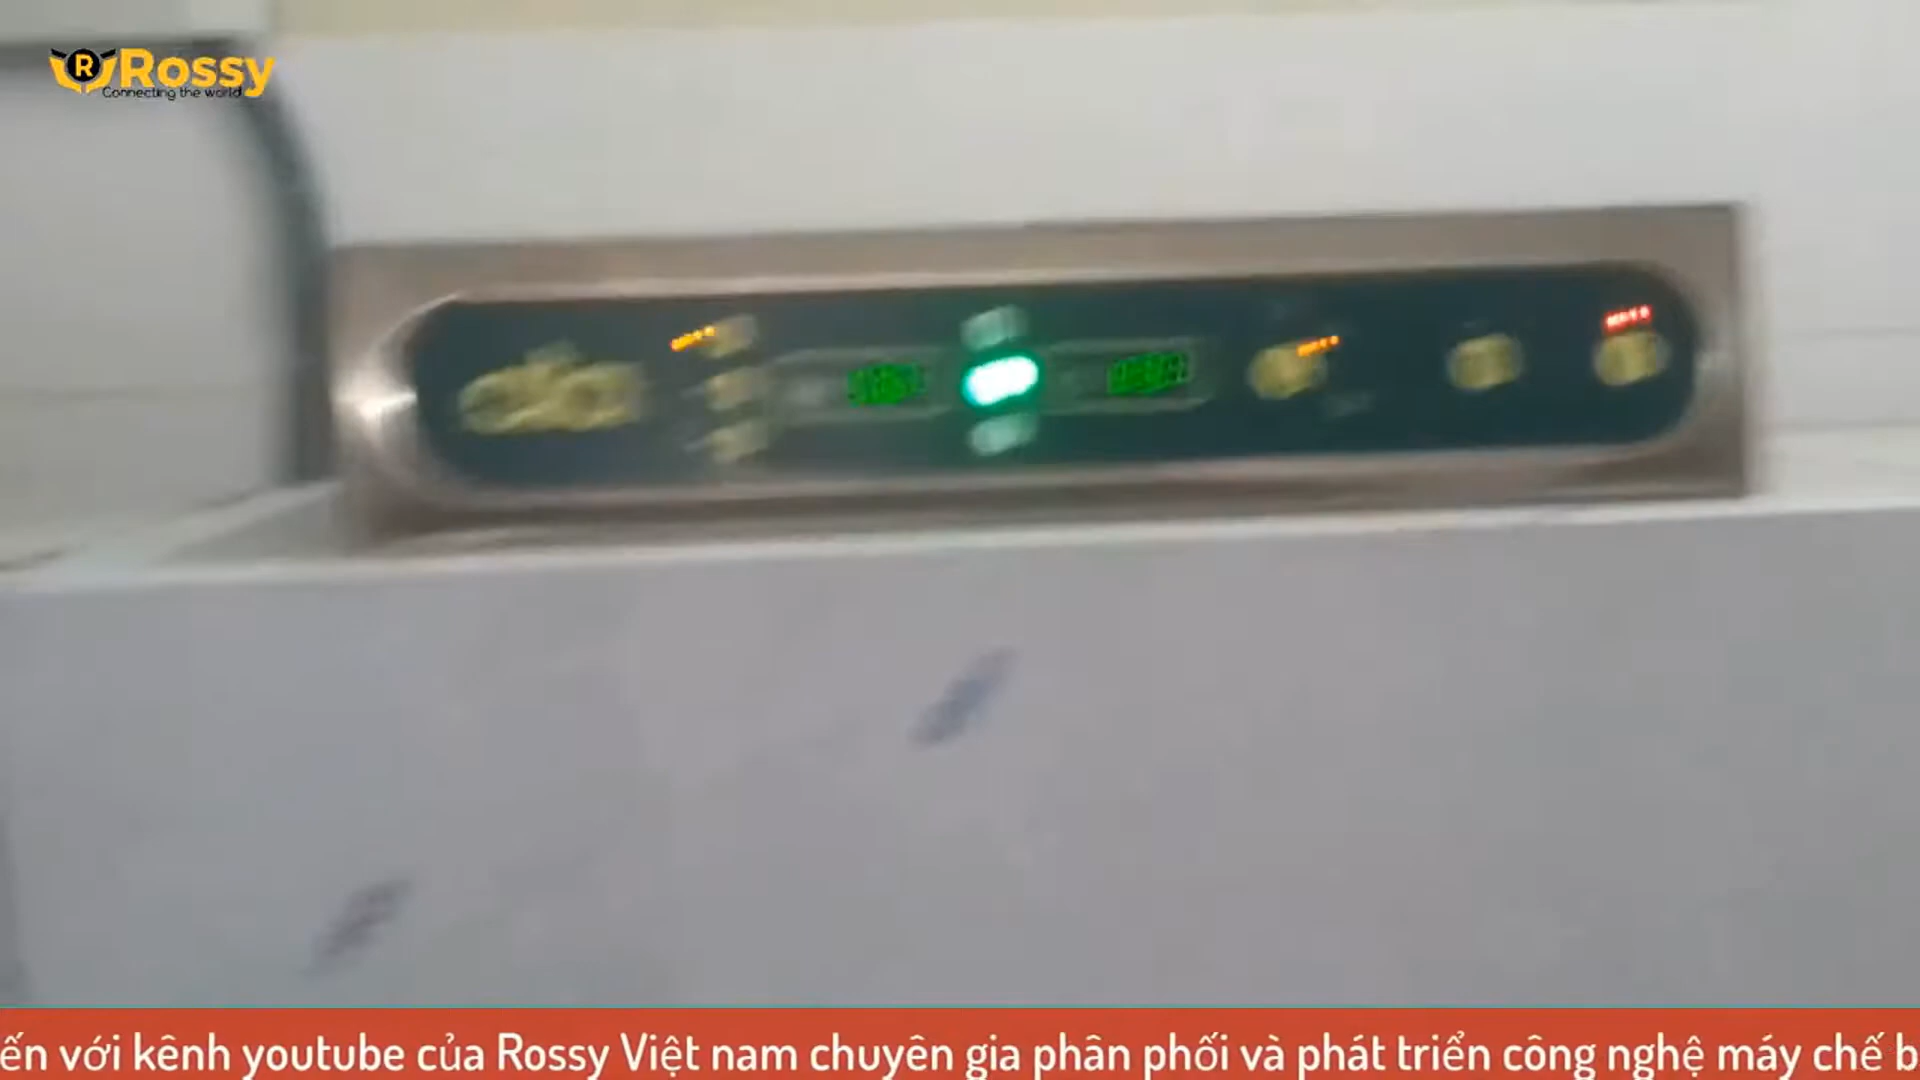 Rossy
Connecting the world
ến với kênh youtube của Rossy Việt nam chuyên gia phân phối và phát triển công nghệ máy chế b